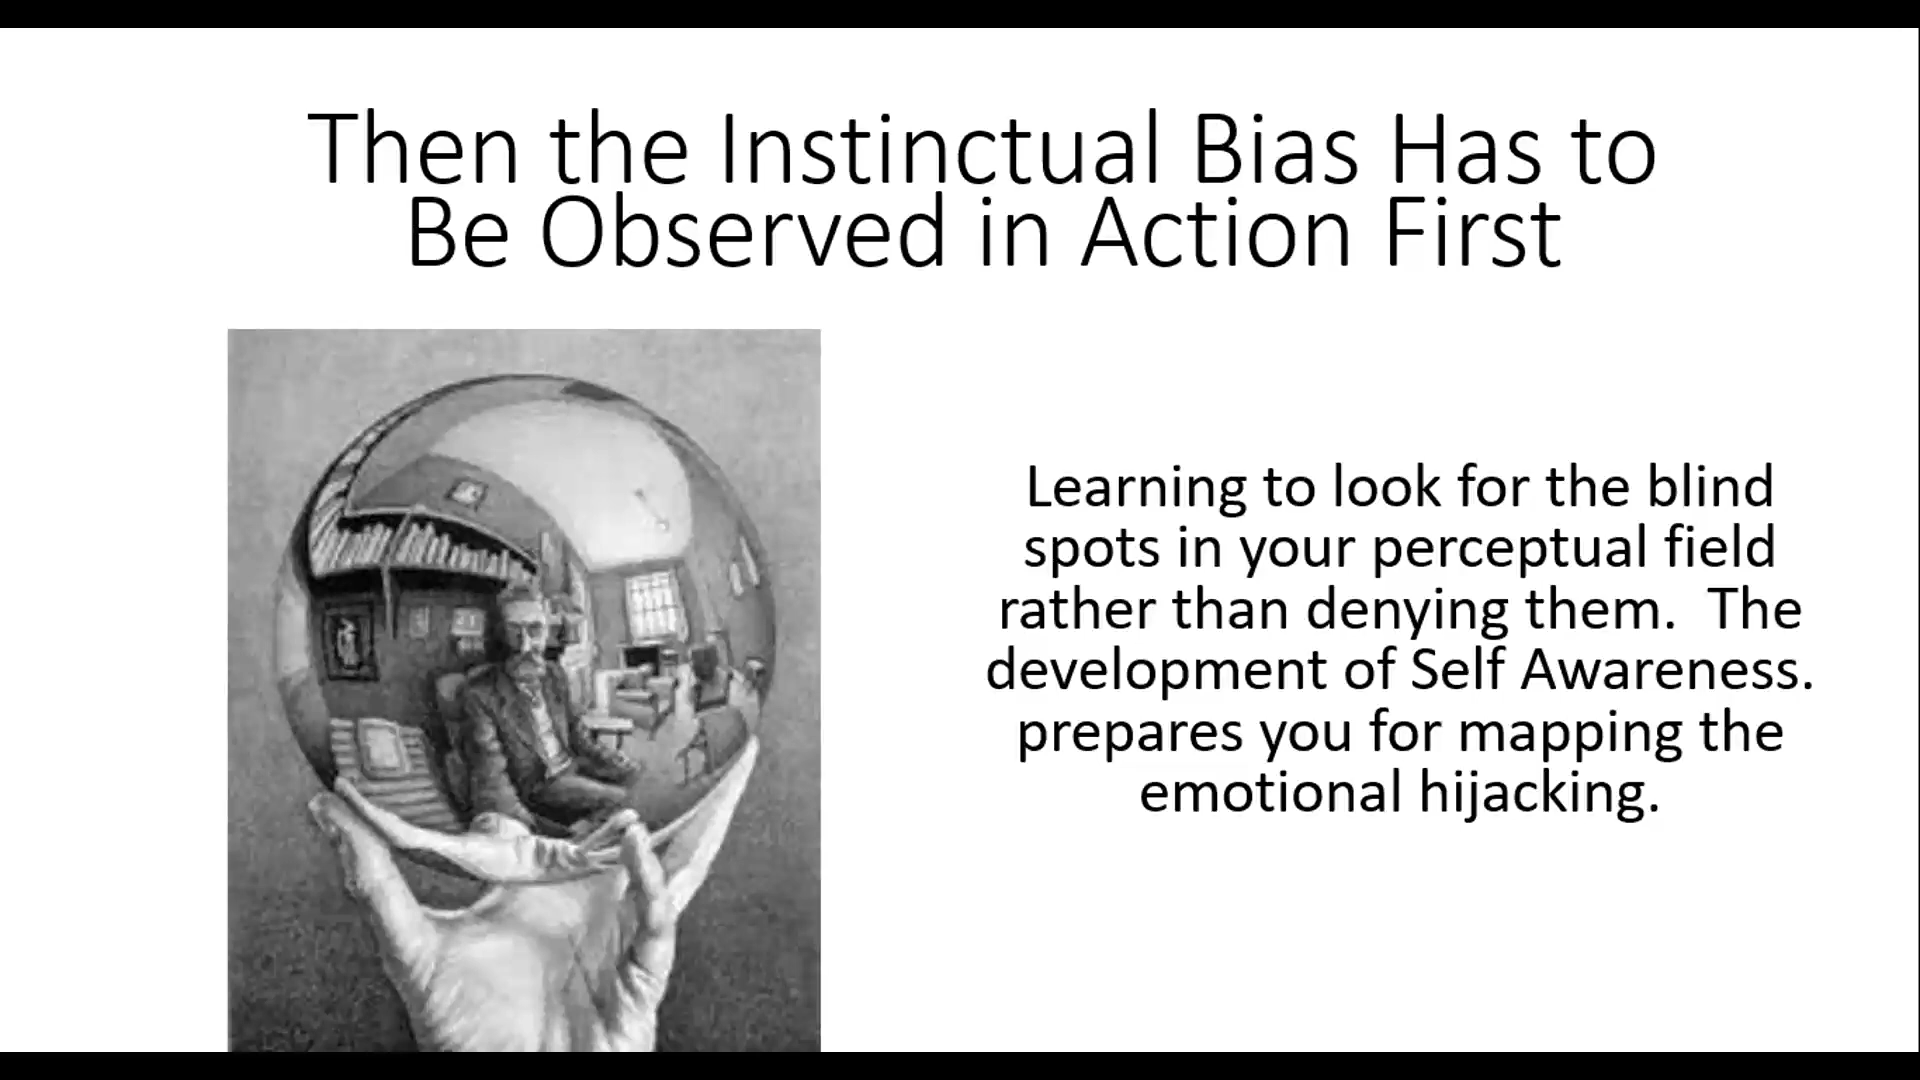 Then the Instinctual Bias Has to
Be Observed in Action First
Learning to look for the blind
spots in your perceptual field
rather than denying them.  The
development of Self Awareness.
prepares you for mapping the
emotional hijacking.